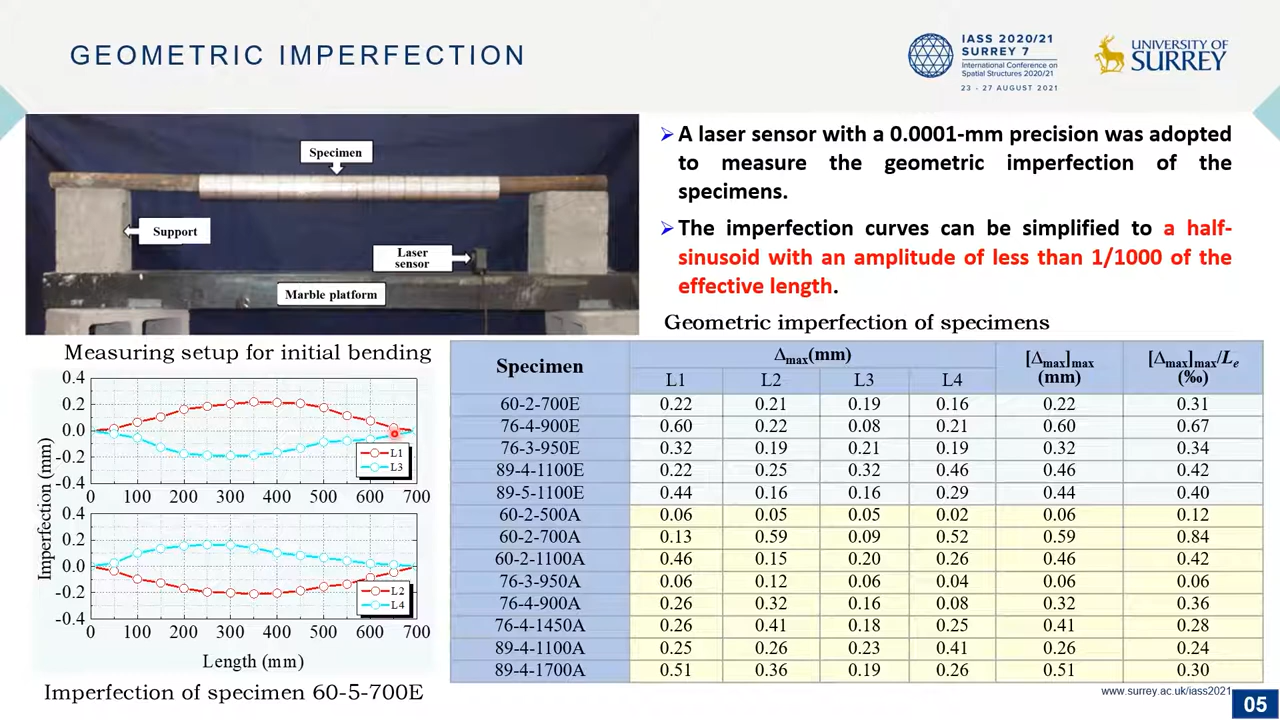 GEOMETRIC IMPERFECTION
IASS 2020/21
SURREY 7
International Conference on
Spatial Structures 2020/21
23 - 27 AUGUST 2021
UNIVERSITY OF
SURREY
Specimen
Support
Laser
sensor
Marble platform
Measuring setup for initial bending
A laser sensor with a 0.0001-mm precision was adopted
to measure the geometric imperfection of the
specimens.
The imperfection curves can be simplified to a half-
sinusoid with an amplitude of less than 1/1000 of the
effective length.
Imperfection (mm)
0.4
0.2
0.0
-0.2
-0.4
L1
L3
0 100 200 300 400 500 600 700
0.4
0.2
0.0
-0.2
-0.4
L2
L4
0 100 200 300 400 500 600 700
Length (mm)
Imperfection of specimen 60-5-700E
Geometric imperfection of specimens
Specimen Δmax(mm) [Δmax]max (mm) [Δmax]max/Le (‰)
L1 L2 L3 L4
60-2-700E 0.22 0.21 0.19 0.16 0.22 0.31
76-4-900E 0.60 0.22 0.08 0.21 0.60 0.67
76-3-950E 0.32 0.19 0.21 0.19 0.32 0.34
89-4-1100E 0.22 0.25 0.32 0.46 0.46 0.42
89-5-1100E 0.44 0.16 0.16 0.29 0.44 0.40
60-2-500A 0.06 0.05 0.05 0.02 0.06 0.12
60-2-700A 0.13 0.59 0.09 0.52 0.59 0.84
60-2-1100A 0.46 0.15 0.20 0.26 0.46 0.42
76-3-950A 0.06 0.12 0.06 0.04 0.06 0.06
76-4-900A 0.26 0.32 0.16 0.08 0.32 0.36
76-4-1450A 0.26 0.41 0.18 0.25 0.41 0.28
89-4-1100A 0.25 0.26 0.23 0.41 0.26 0.24
89-4-1700A 0.51 0.36 0.19 0.26 0.51 0.30
www.surrey.ac.uk/iass2021
05